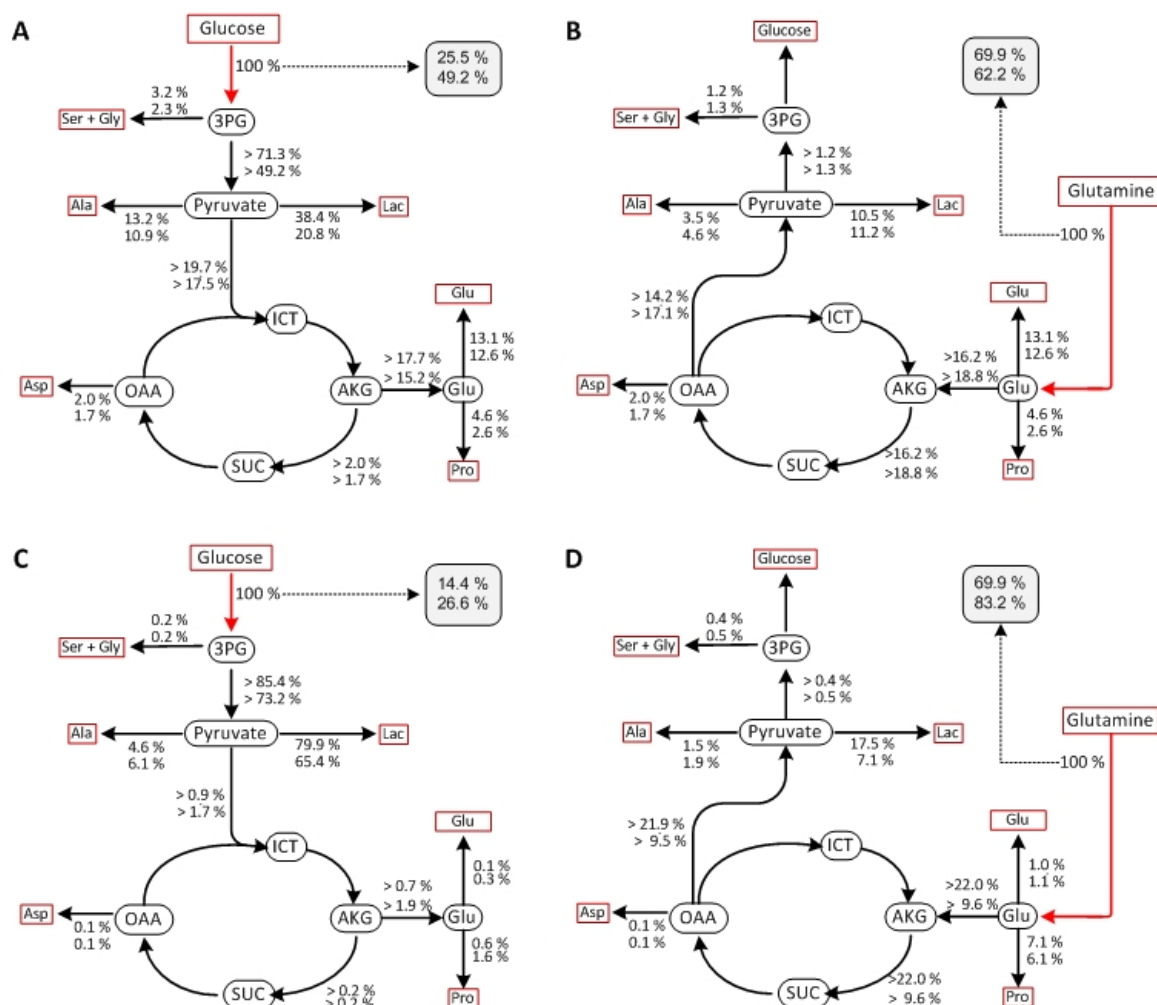 A
Glucose
100 %
25.5 %
49.2 %
3.2 %
2.3 %
Ser + Gly
3PG
> 71.3 %
> 49.2 %
Ala
Pyruvate
Lac
13.2 %
10.9 %
38.4 %
20.8 %
> 19.7 %
> 17.5 %
Glu
ICT
13.1 %
12.6 %
> 17.7 %
> 15.2 %
Asp
OAA
AKG
Glu
2.0 %
1.7 %
4.6 %
2.6 %
SUC
> 2.0 %
> 1.7 %
Pro
B
Glucose
69.9 %
62.2 %
1.2 %
1.3 %
Ser + Gly
3PG
> 1.2 %
> 1.3 %
Glutamine
Ala
Pyruvate
Lac
3.5 %
4.6 %
10.5 %
11.2 %
100 %
> 14.2 %
> 17.1 %
Glu
ICT
13.1 %
12.6 %
>16.2 %
> 18.8 %
Asp
OAA
AKG
Glu
2.0 %
1.7 %
4.6 %
2.6 %
SUC
>16.2 %
>18.8 %
Pro
C
Glucose
100 %
14.4 %
26.6 %
0.2 %
0.2 %
Ser + Gly
3PG
> 85.4 %
> 73.2 %
Ala
Pyruvate
Lac
4.6 %
6.1 %
79.9 %
65.4 %
> 0.9 %
> 1.7 %
Glu
ICT
0.1 %
0.3 %
> 0.7 %
> 1.9 %
Asp
OAA
AKG
Glu
0.1 %
0.1 %
0.6 %
1.6 %
SUC
> 0.2 %
> 0.2 %
Pro
D
Glucose
69.9 %
83.2 %
0.4 %
0.5 %
Ser + Gly
3PG
> 0.4 %
> 0.5 %
Glutamine
Ala
Pyruvate
Lac
1.5 %
1.9 %
17.5 %
7.1 %
100 %
> 21.9 %
> 9.5 %
Glu
ICT
1.0 %
1.1 %
>22.0 %
> 9.6 %
Asp
OAA
AKG
Glu
0.1 %
0.1 %
7.1 %
6.1 %
SUC
>22.0 %
> 9.6 %
Pro